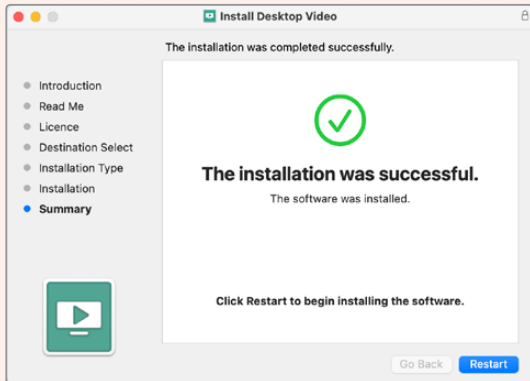 Install Desktop Video
The installation was completed successfully.
Introduction
Read Me
Licence
Destination Select
Installation Type
Installation
Summary
The installation was successful.
The software was installed.
Click Restart to begin installing the software.
Go Back
Restart